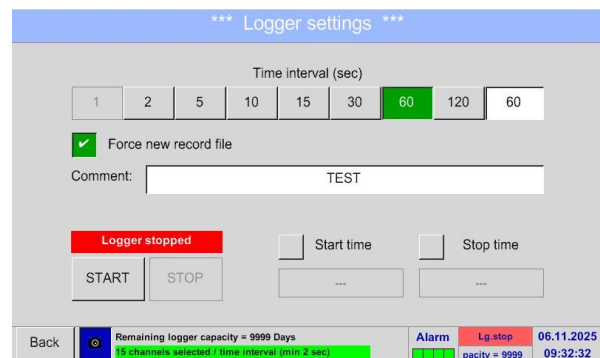 *** Logger settings ***
Time interval (sec)
1 2 5 10 15 30 60 120 60
✔ Force new record file
Comment: TEST
Logger stopped
Start time Stop time
START STOP --- ---
Back
Remaining logger capacity = 9999 Days
15 channels selected / time interval (min 2 sec)
Alarm
Lg.stop
pacity = 9999
06.11.2025
09:32:32